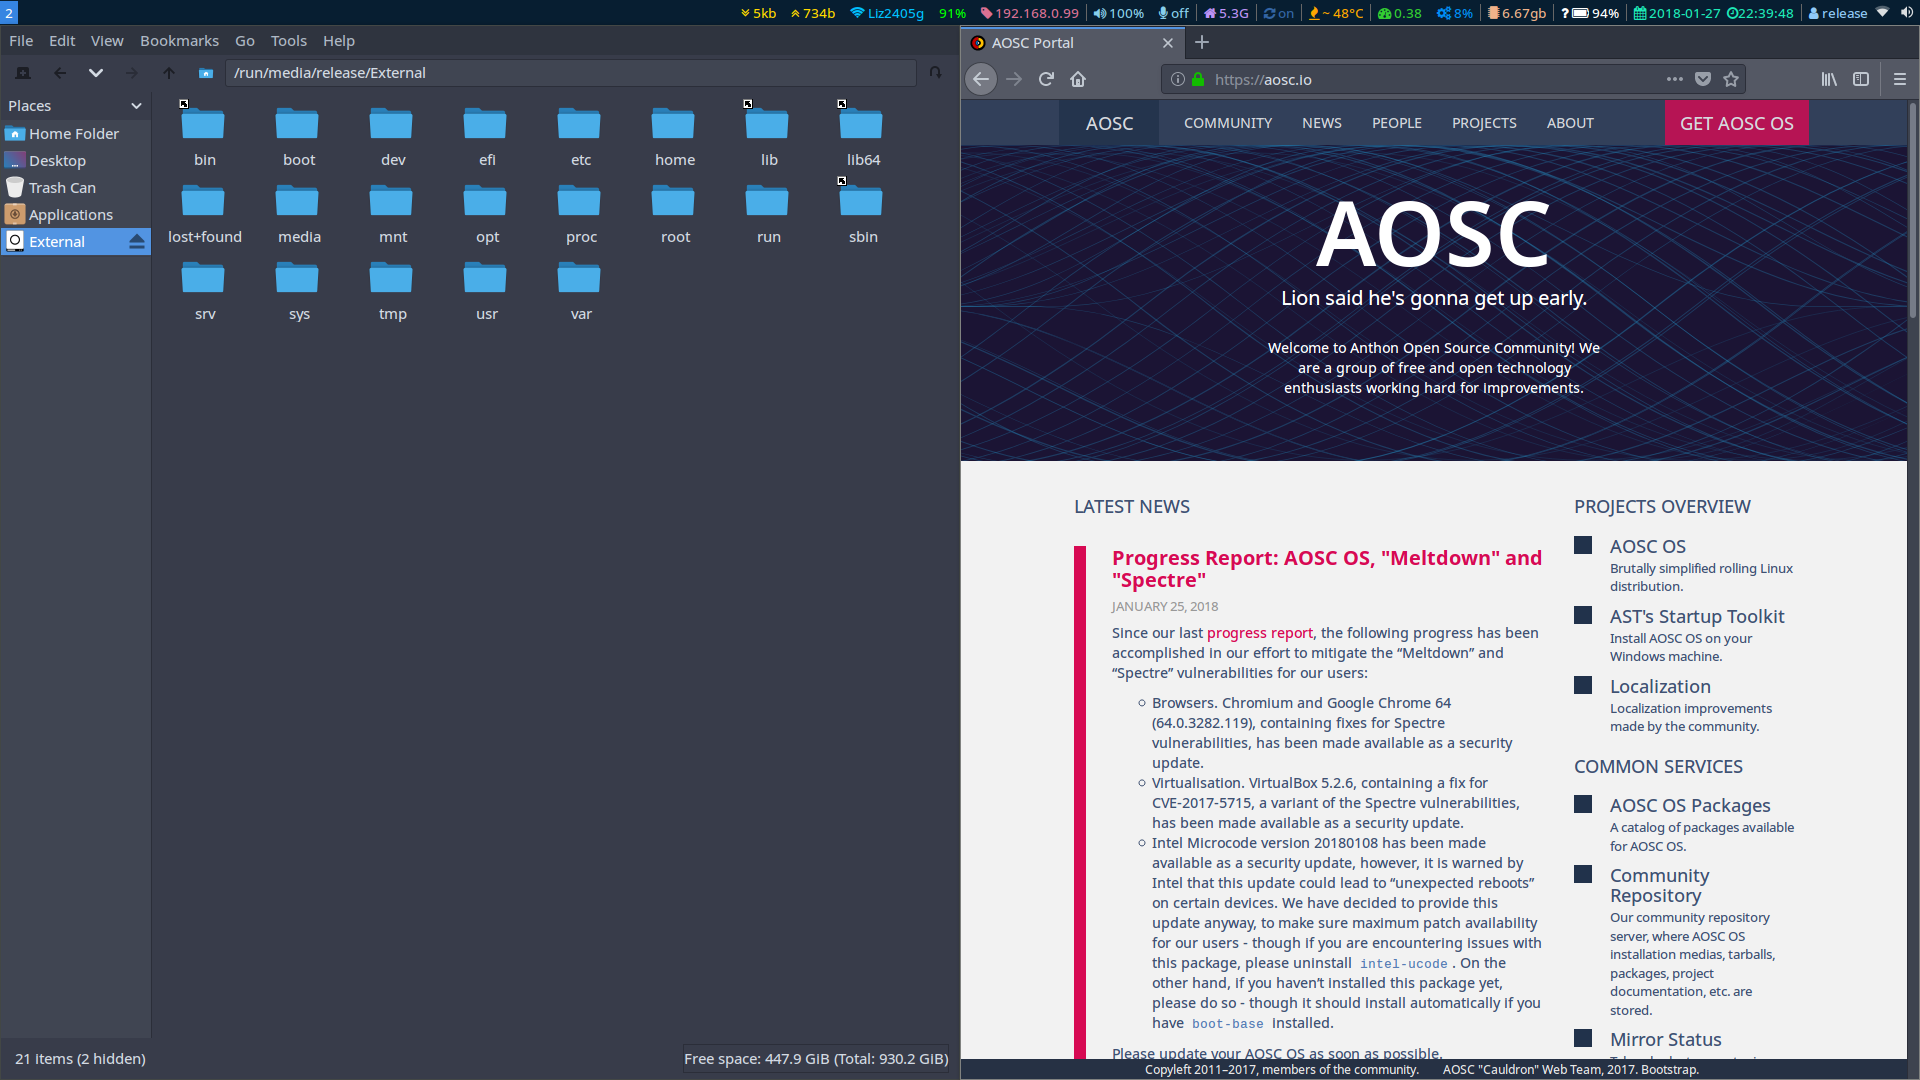 2
5kb 734b Liz2405g 91% 192.168.0.99 100% off 5.3G on ~ 48°C 0.38 8% 6.67gb ? 94% 2018-01-27 22:39:48 release
File Edit View Bookmarks Go Tools Help
/run/media/release/External
Places
Home Folder
Desktop
Trash Can
Applications
External
bin boot dev efi etc home lib lib64
lost+found media mnt opt proc root run sbin
srv sys tmp usr var
21 items (2 hidden)
Free space: 447.9 GiB (Total: 930.2 GiB)
AOSC Portal
https://aosc.io
AOSC COMMUNITY NEWS PEOPLE PROJECTS ABOUT GET AOSC OS
AOSC
Lion said he's gonna get up early.
Welcome to Anthon Open Source Community! We
are a group of free and open technology
enthusiasts working hard for improvements.
LATEST NEWS
Progress Report: AOSC OS, "Meltdown" and
"Spectre"
JANUARY 25, 2018
Since our last progress report, the following progress has been
accomplished in our effort to mitigate the “Meltdown” and
“Spectre” vulnerabilities for our users:
Browsers. Chromium and Google Chrome 64
(64.0.3282.119), containing fixes for Spectre
vulnerabilities, has been made available as a security
update.
Virtualisation. VirtualBox 5.2.6, containing a fix for
CVE-2017-5715, a variant of the Spectre vulnerabilities,
has been made available as a security update.
Intel Microcode version 20180108 has been made
available as a security update, however, it is warned by
Intel that this update could lead to “unexpected reboots”
on certain devices. We have decided to provide this
update anyway, to make sure maximum patch availability
for our users - though if you are encountering issues with
this package, please uninstall intel-ucode . On the
other hand, if you haven’t installed this package yet,
please do so - though it should install automatically if you
have boot-base installed.
Please update your AOSC OS as soon as possible.
PROJECTS OVERVIEW
AOSC OS
Brutally simplified rolling Linux
distribution.
AST's Startup Toolkit
Install AOSC OS on your
Windows machine.
Localization
Localization improvements
made by the community.
COMMON SERVICES
AOSC OS Packages
A catalog of packages available
for AOSC OS.
Community
Repository
Our community repository
server, where AOSC OS
installation medias, tarballs,
packages, project
documentation, etc. are
stored.
Mirror Status
Copyleft 2011–2017, members of the community. AOSC "Cauldron" Web Team, 2017. Bootstrap.